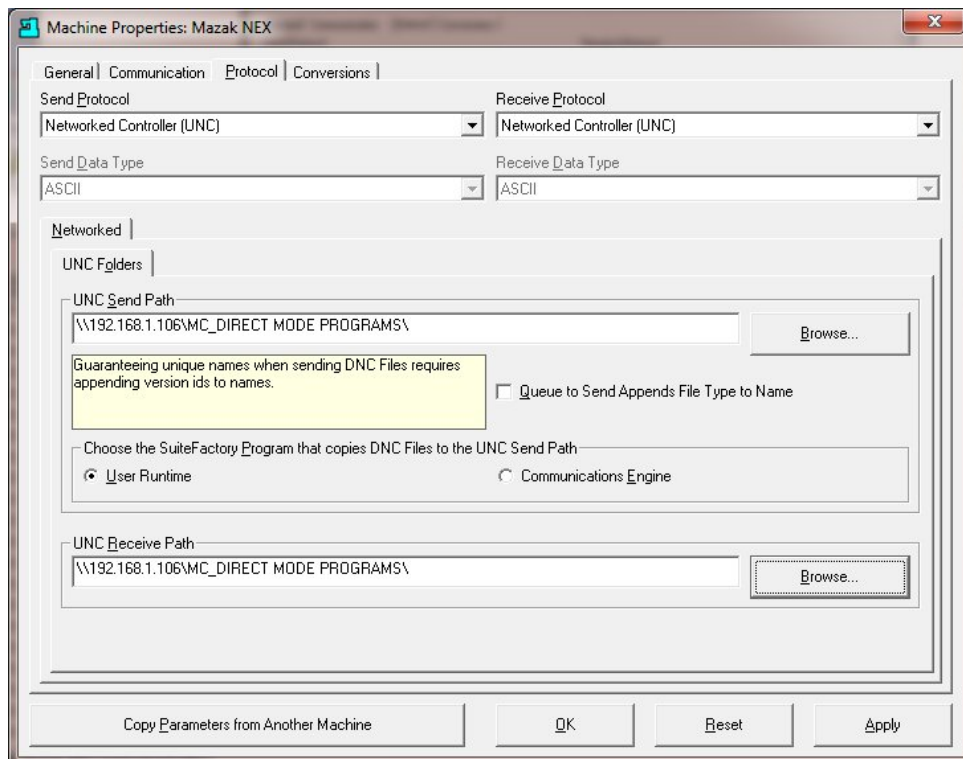 Machine Properties: Mazak NEX
General Communication Protocol Conversions
Send Protocol
Receive Protocol
Networked Controller (UNC)
Networked Controller (UNC)
Send Data Type
Receive Data Type
ASCII
ASCII
Networked
UNC Folders
UNC Send Path
\\192.168.1.106\MC_DIRECT MODE PROGRAMS\
Browse...
Guaranteeing unique names when sending DNC Files requires
appending version ids to names.
Queue to Send Appends File Type to Name
Choose the SuiteFactory Program that copies DNC Files to the UNC Send Path
User Runtime
Communications Engine
UNC Receive Path
\\192.168.1.106\MC_DIRECT MODE PROGRAMS\
Browse...
Copy Parameters from Another Machine
OK
Reset
Apply